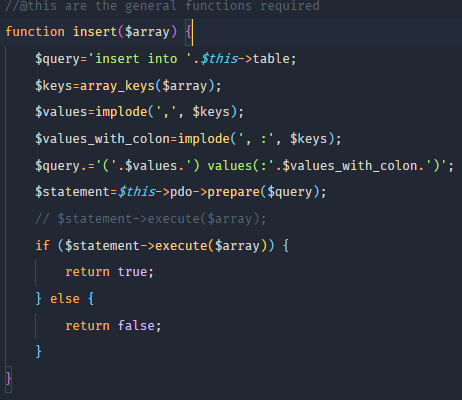 //@this are the general functions required
function insert($array) {
$query='insert into '.$this->table;
$keys=array_keys($array);
$values=implode(',', $keys);
$values_with_colon=implode(', :', $keys);
$query.='('.$values.') values(:'.$values_with_colon.')';
$statement=$this->pdo->prepare($query);
// $statement->execute($array);
if ($statement->execute($array)) {
return true;
} else {
return false;
}
}